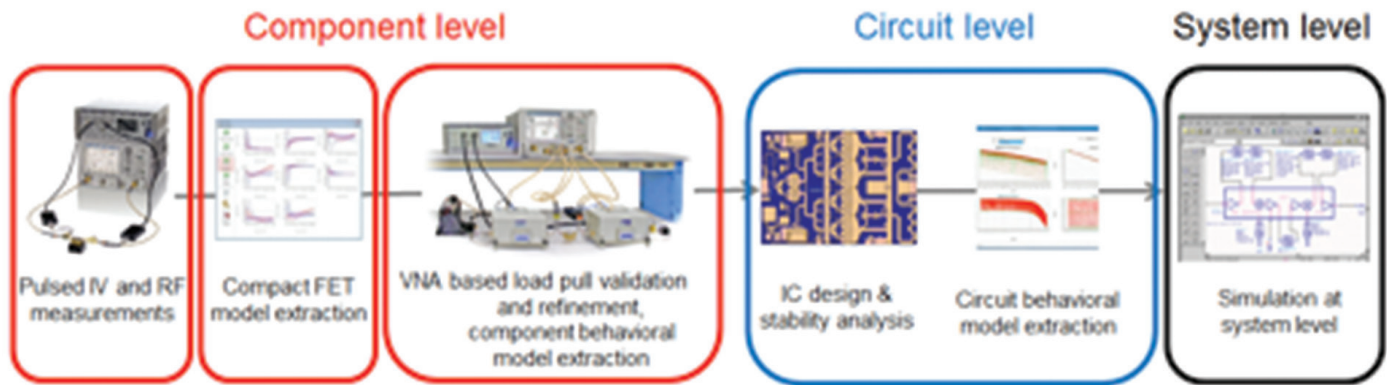 Component level
Circuit level
System level
Pulsed IV and RF
measurements
Compact FET
model extraction
VNA based load pull validation
and refinement,
component behavioral
model extraction
IC design &
stability analysis
Circuit behavioral
model extraction
Simulation at
system level